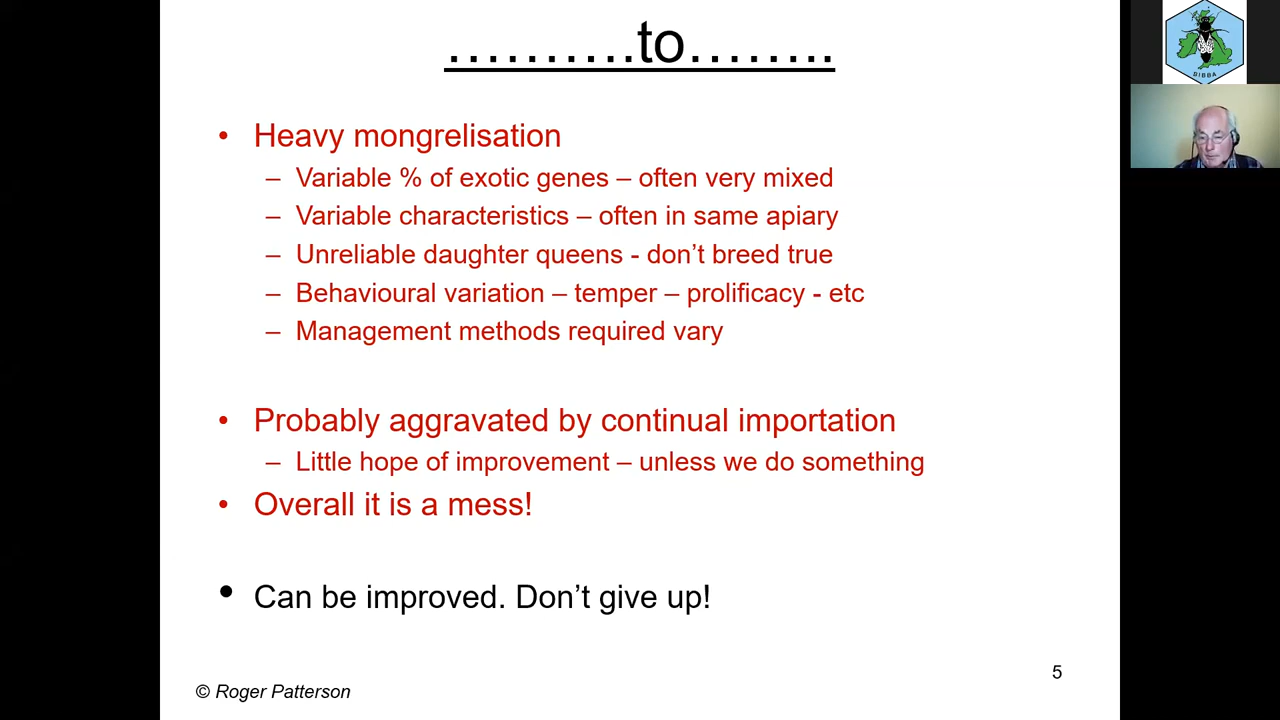 ……….to……..
• Heavy mongrelisation
– Variable % of exotic genes – often very mixed
– Variable characteristics – often in same apiary
– Unreliable daughter queens - don’t breed true
– Behavioural variation – temper – prolificacy - etc
– Management methods required vary
• Probably aggravated by continual importation
– Little hope of improvement – unless we do something
• Overall it is a mess!
• Can be improved. Don’t give up!
5
© Roger Patterson
BIBBA